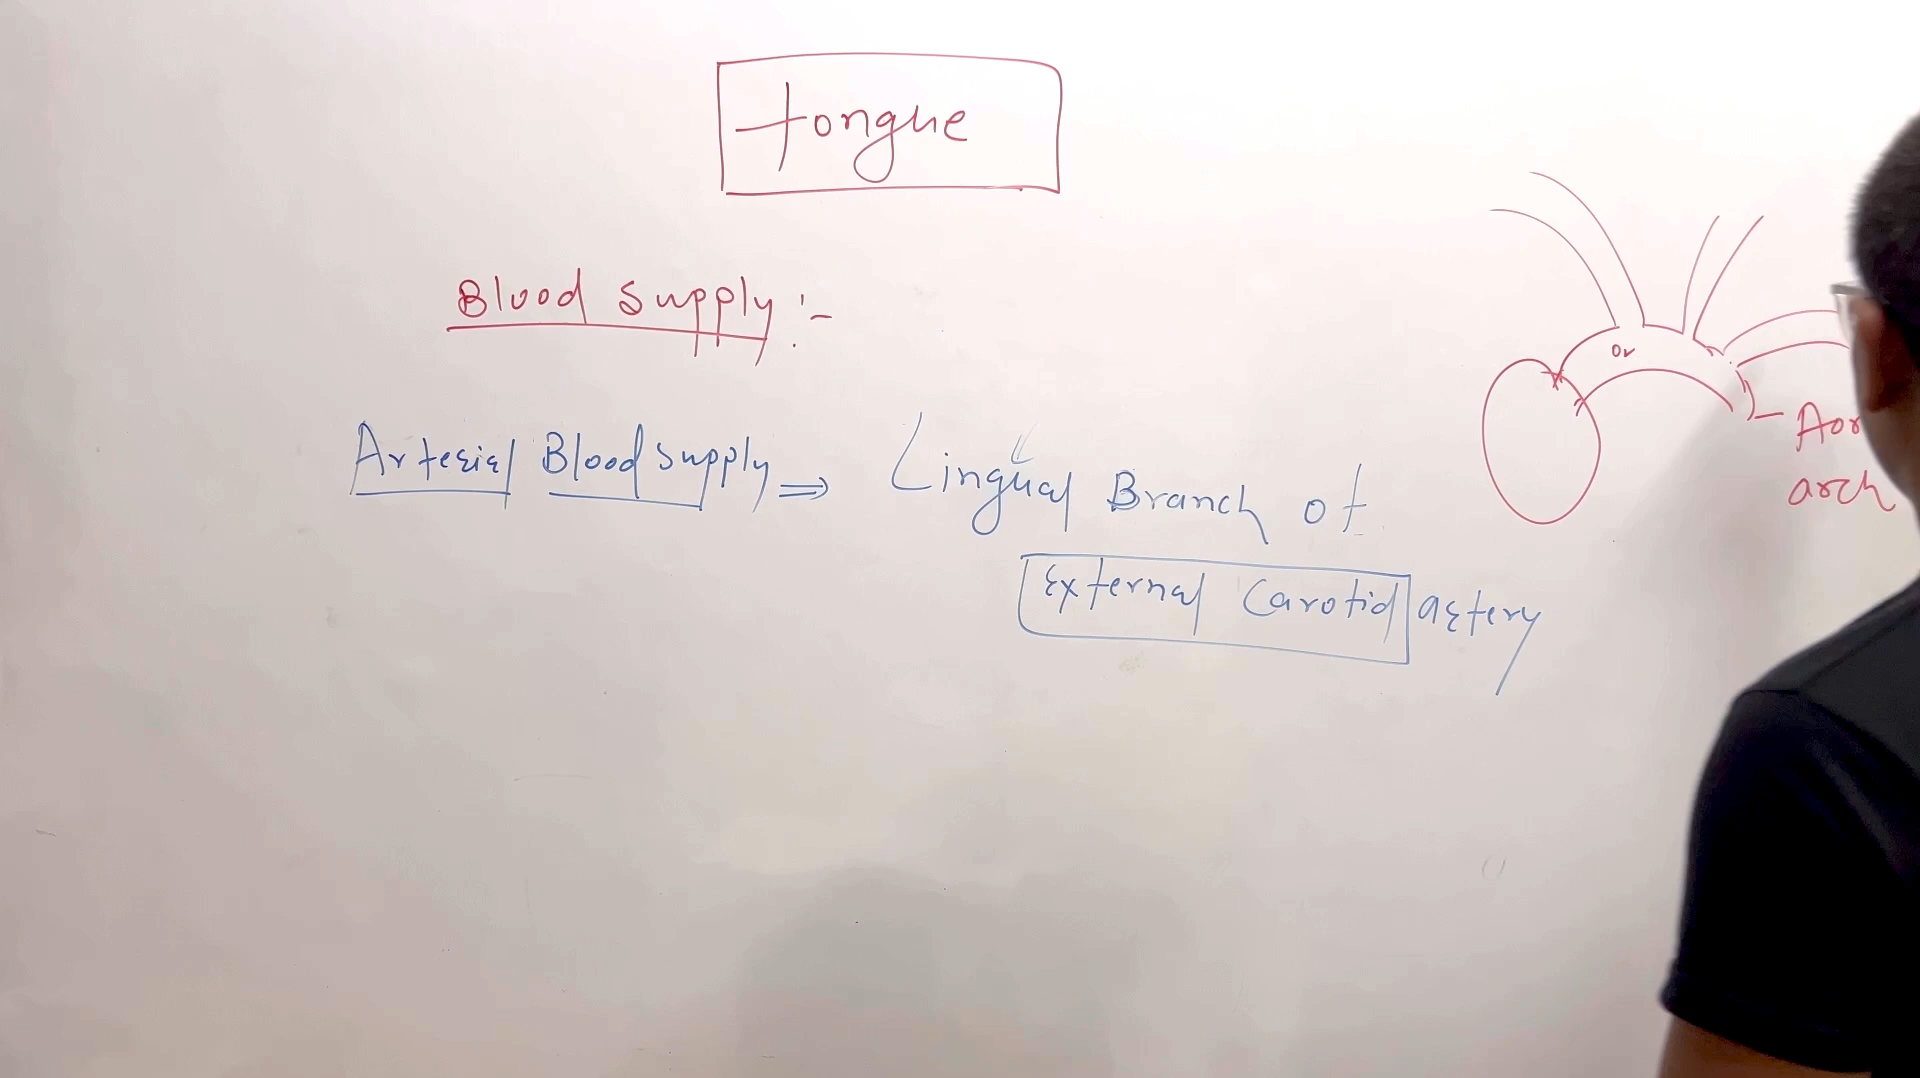 tongue
Blood supply :-
Arterial Blood supply ⇒ Lingual Branch of
External Carotid artery
or
arch